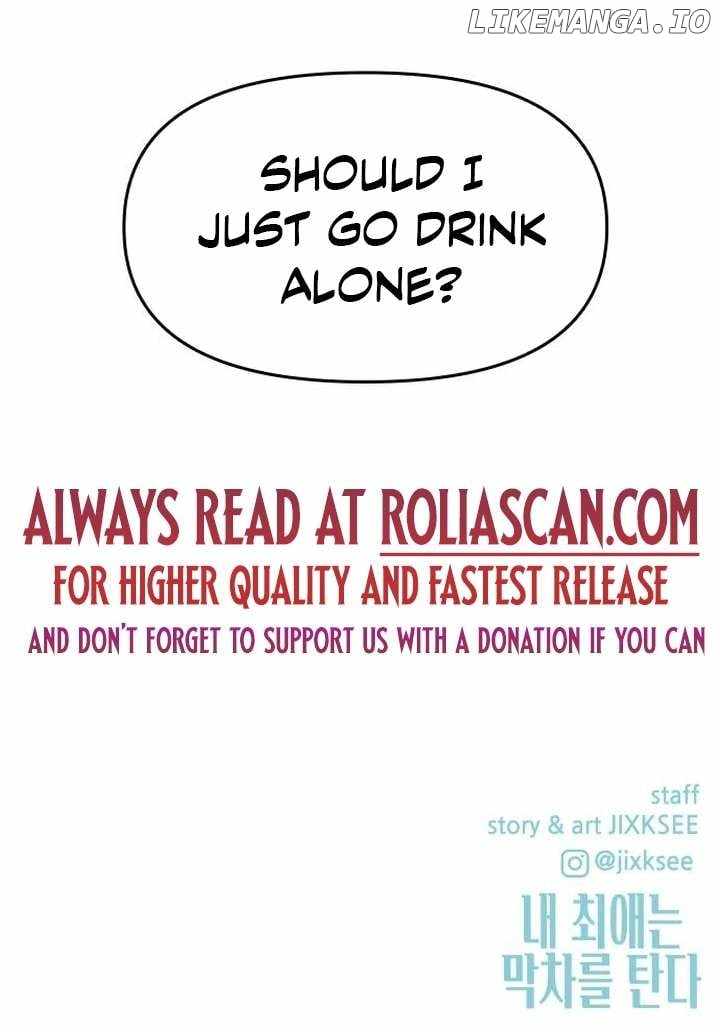 LIKEMANGA.IO
SHOULD I
JUST GO DRINK
ALONE?
ALWAYS READ AT ROLIASCAN.COM
FOR HIGHER QUALITY AND FASTEST RELEASE
AND DON'T FORGET TO SUPPORT US WITH A DONATION IF YOU CAN
staff
story & art JIXKSEE
@jixksee
내 최애는
막차를 탄다